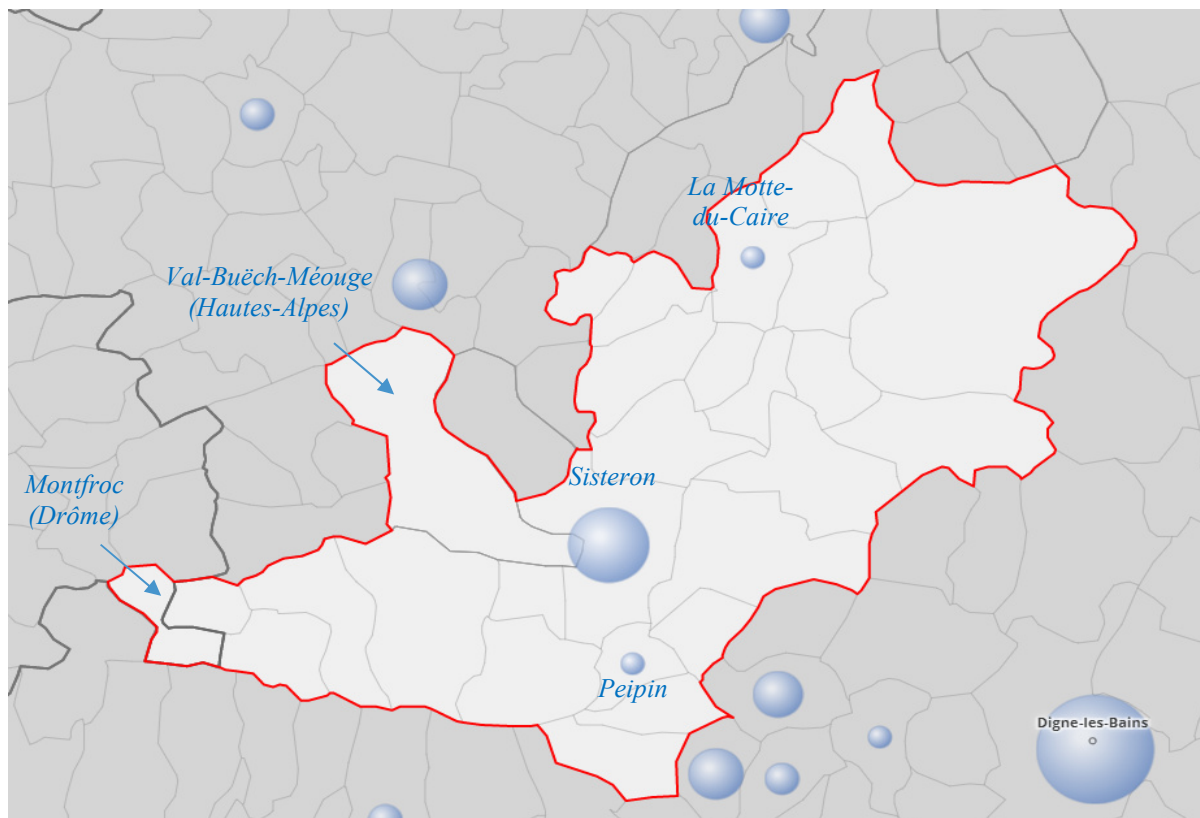 La Motte-
du-Caire
Val-Buëch-Méouge
(Hautes-Alpes)
Sisteron
Montfroc
(Drôme)
Peipin
Digne-les-Bains